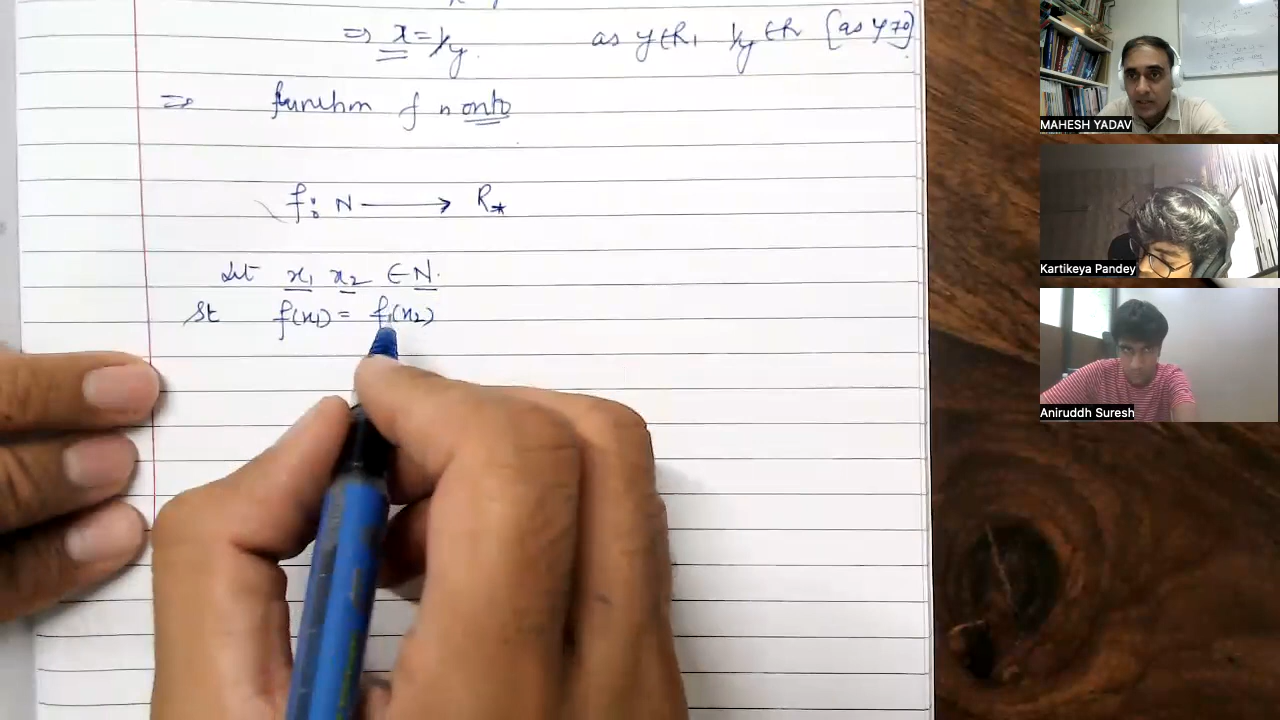 ⇒ x = 1/y as y ∈ R, 1/y ∈ R [as y ≠ 0]
⇒ function f is onto
f: N ⟶ R*
Let x₁ x₂ ∈ N.
St f(x₁) = f(x₂)
MAHESH YADAV
Kartikeya Pandey
Aniruddh Suresh